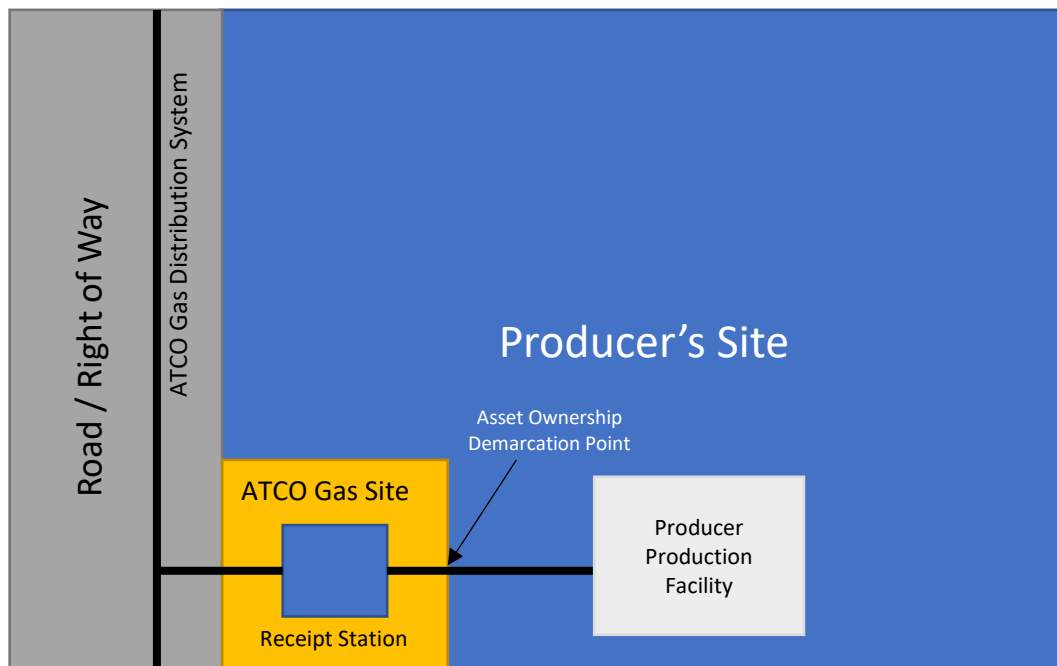 Road / Right of Way
ATCO Gas Distribution System
Producer’s Site
Asset Ownership
Demarcation Point
ATCO Gas Site
Receipt Station
Producer
Production
Facility